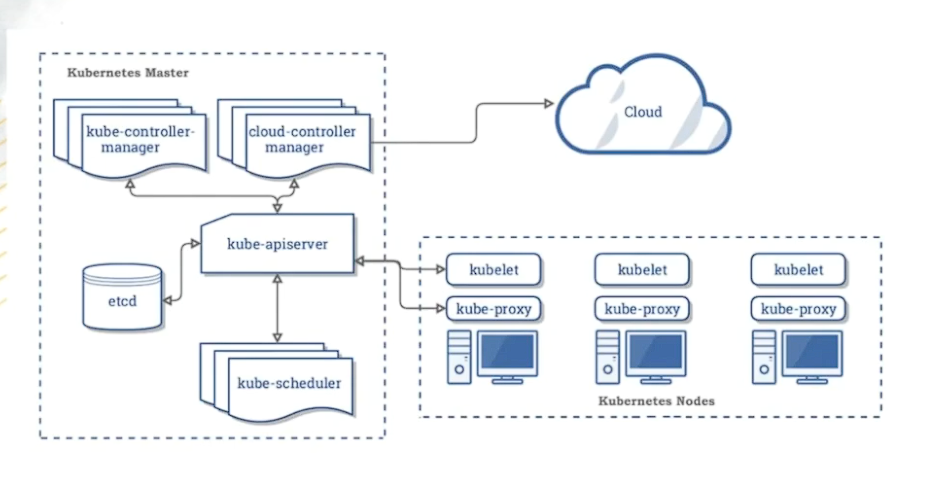 Kubernetes Master
kube-controller-
manager
cloud-controller
manager
Cloud
kube-apiserver
etcd
kube-scheduler
kubelet
kubelet
kubelet
kube-proxy
kube-proxy
kube-proxy
Kubernetes Nodes